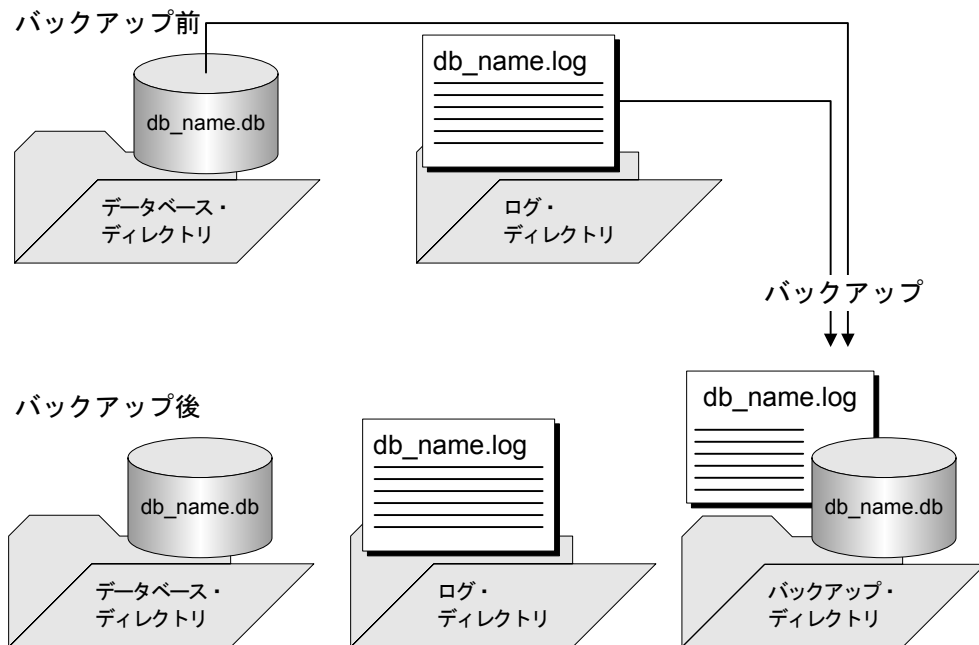 バックアップ前
db_name.db
データベース・
ディレクトリ
db_name.log
ログ・
ディレクトリ
バックアップ
バックアップ後
db_name.db
データベース・
ディレクトリ
db_name.log
ログ・
ディレクトリ
db_name.log
db_name.db
バックアップ・
ディレクトリ